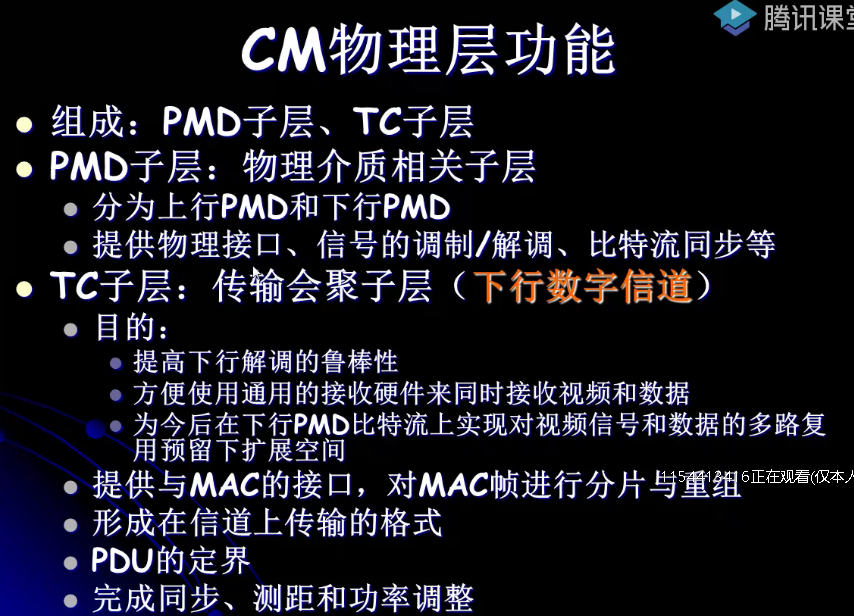 腾讯课堂
CM物理层功能
组成：PMD子层、TC子层
PMD子层：物理介质相关子层
分为上行PMD和下行PMD
提供物理接口、信号的调制/解调、比特流同步等
TC子层：传输会聚子层（下行数字信道）
目的：
提高下行解调的鲁棒性
方便使用通用的接收硬件来同时接收视频和数据
为今后在下行PMD比特流上实现对视频信号和数据的多路复
用预留下扩展空间
提供与MAC的接口，对MAC帧进行分片与重组
正在观看(仅本人
形成在信道上传输的格式
PDU的定界
完成同步、测距和功率调整